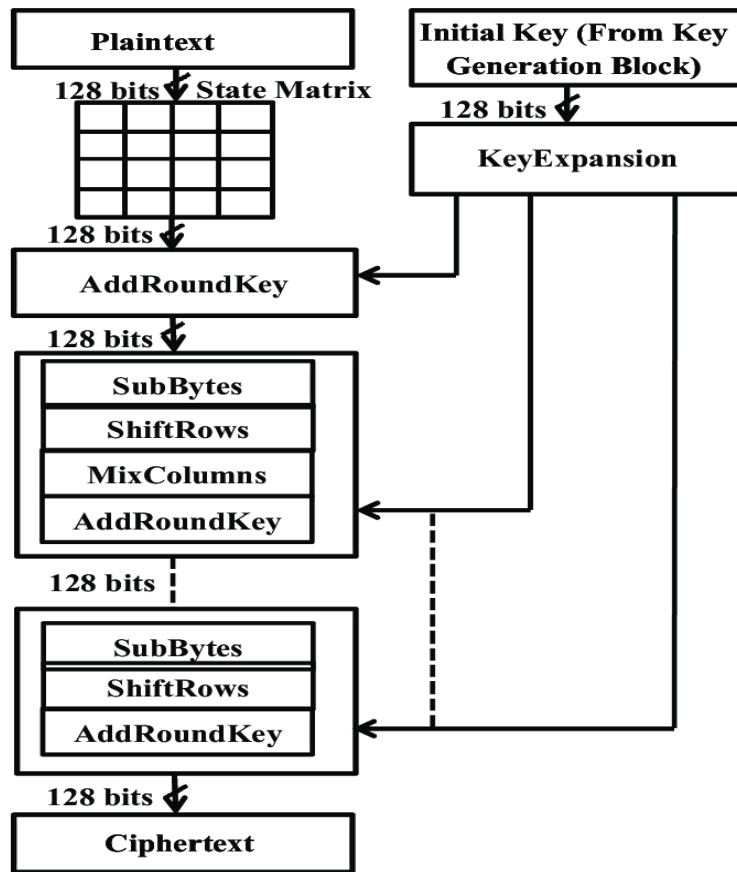 Plaintext
128 bits
State Matrix
128 bits
AddRoundKey
128 bits
SubBytes
ShiftRows
MixColumns
AddRoundKey
128 bits
SubBytes
ShiftRows
AddRoundKey
128 bits
Ciphertext
Initial Key (From Key
Generation Block)
128 bits
KeyExpansion